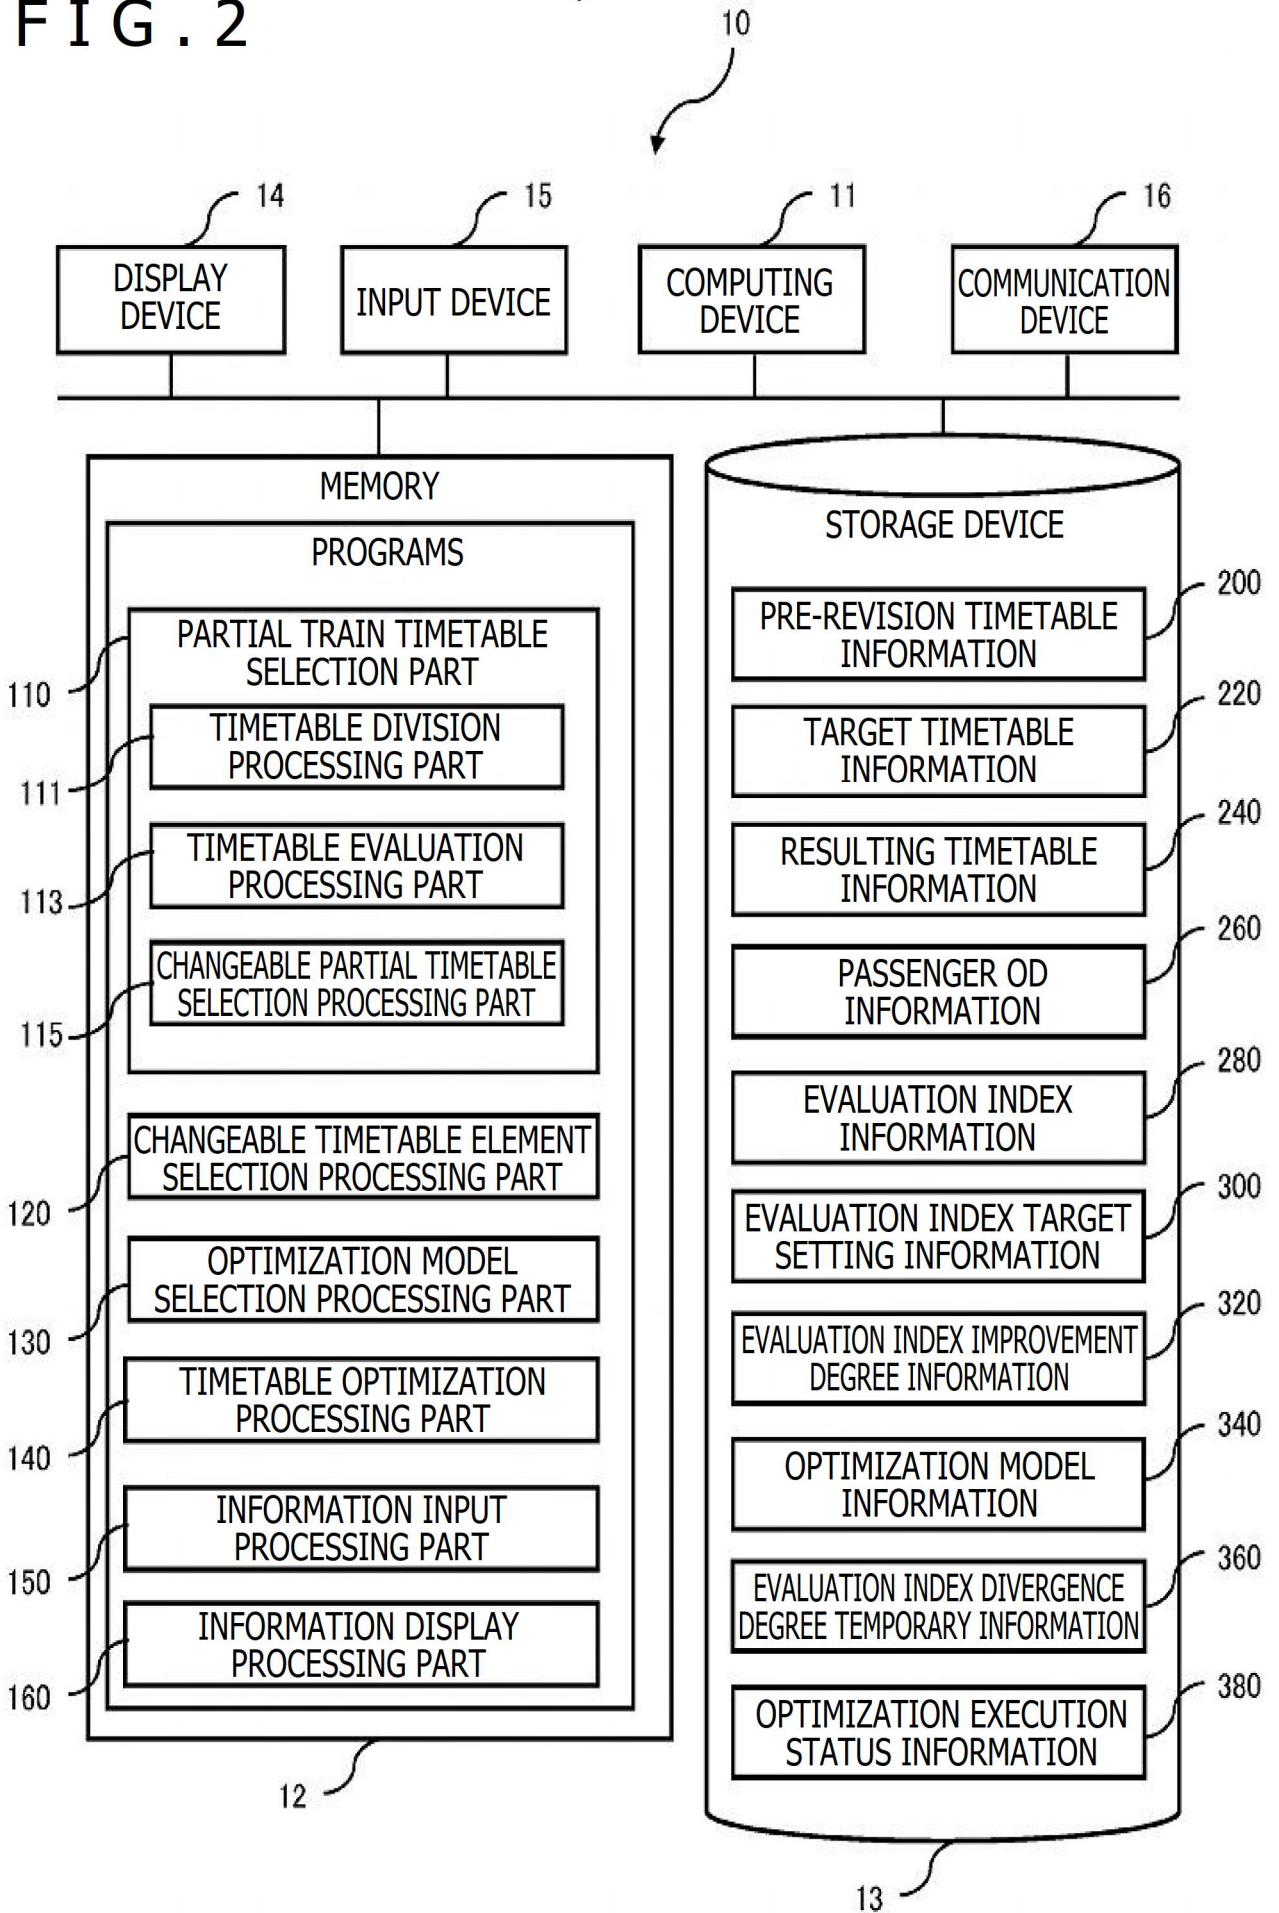 FIG.2
10
14
15
11
16
DISPLAY
DEVICE
INPUT DEVICE
COMPUTING
DEVICE
COMMUNICATION
DEVICE
MEMORY
PROGRAMS
PARTIAL TRAIN TIMETABLE
SELECTION PART
110
TIMETABLE DIVISION
PROCESSING PART
111
TIMETABLE EVALUATION
PROCESSING PART
113
CHANGEABLE PARTIAL TIMETABLE
SELECTION PROCESSING PART
115
CHANGEABLE TIMETABLE ELEMENT
SELECTION PROCESSING PART
120
OPTIMIZATION MODEL
SELECTION PROCESSING PART
130
TIMETABLE OPTIMIZATION
PROCESSING PART
140
INFORMATION INPUT
PROCESSING PART
150
INFORMATION DISPLAY
PROCESSING PART
160
12
STORAGE DEVICE
200
PRE-REVISION TIMETABLE
INFORMATION
220
TARGET TIMETABLE
INFORMATION
240
RESULTING TIMETABLE
INFORMATION
260
PASSENGER OD
INFORMATION
280
EVALUATION INDEX
INFORMATION
300
EVALUATION INDEX TARGET
SETTING INFORMATION
320
EVALUATION INDEX IMPROVEMENT
DEGREE INFORMATION
340
OPTIMIZATION MODEL
INFORMATION
360
EVALUATION INDEX DIVERGENCE
DEGREE TEMPORARY INFORMATION
380
OPTIMIZATION EXECUTION
STATUS INFORMATION
13